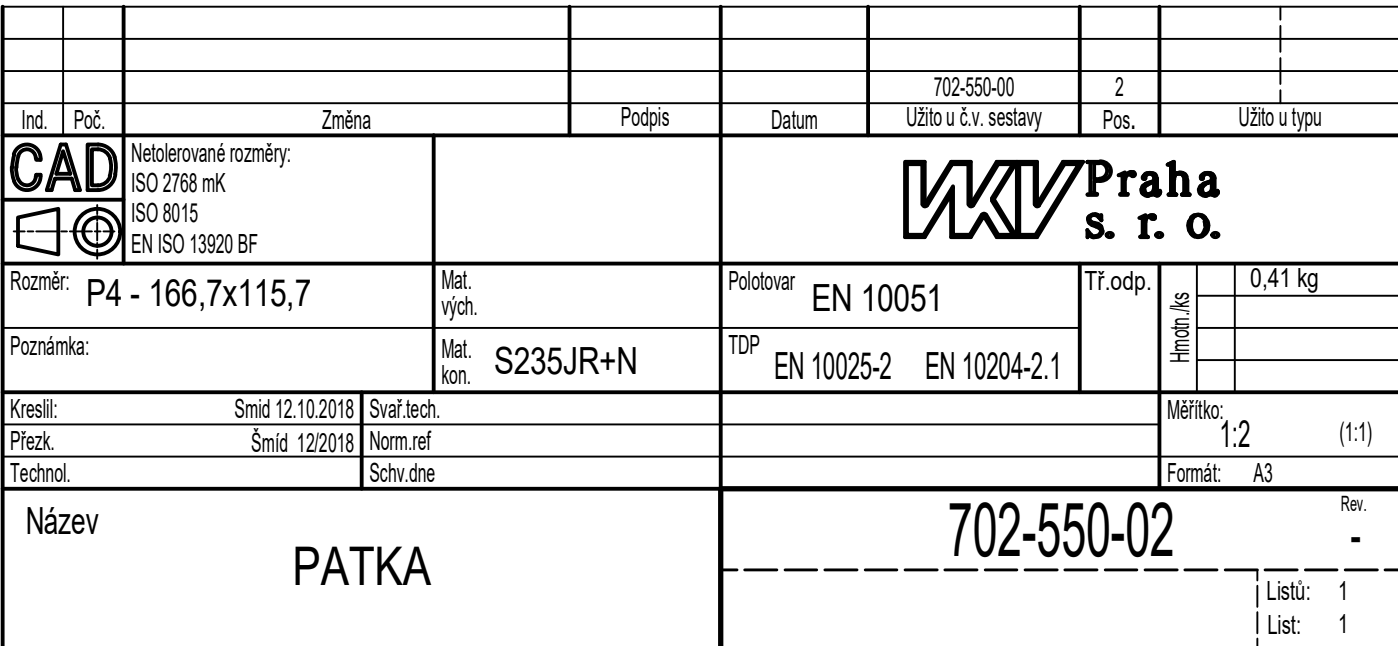 702-550-00 2
Ind. Poč. Změna Podpis Datum Užito u č.v. sestavy Pos. Užito u typu
CAD
Netolerované rozměry:
ISO 2768 mK
ISO 8015
EN ISO 13920 BF
VKV Praha
s. r. o.
Rozměr: P4 - 166,7x115,7
Mat.
vých.
Polotovar EN 10051
Tř.odp.
Hmotn./ks
0,41 kg
Poznámka:
Mat.
kon. S235JR+N
TDP EN 10025-2 EN 10204-2.1
Kreslil: Smid 12.10.2018 Svař.tech.
Přezk. Šmíd 12/2018 Norm.ref
Technol. Schv.dne
Měřítko:
1:2 (1:1)
Formát: A3
Název
PATKA
702-550-02
Rev.
-
Listů: 1
List: 1